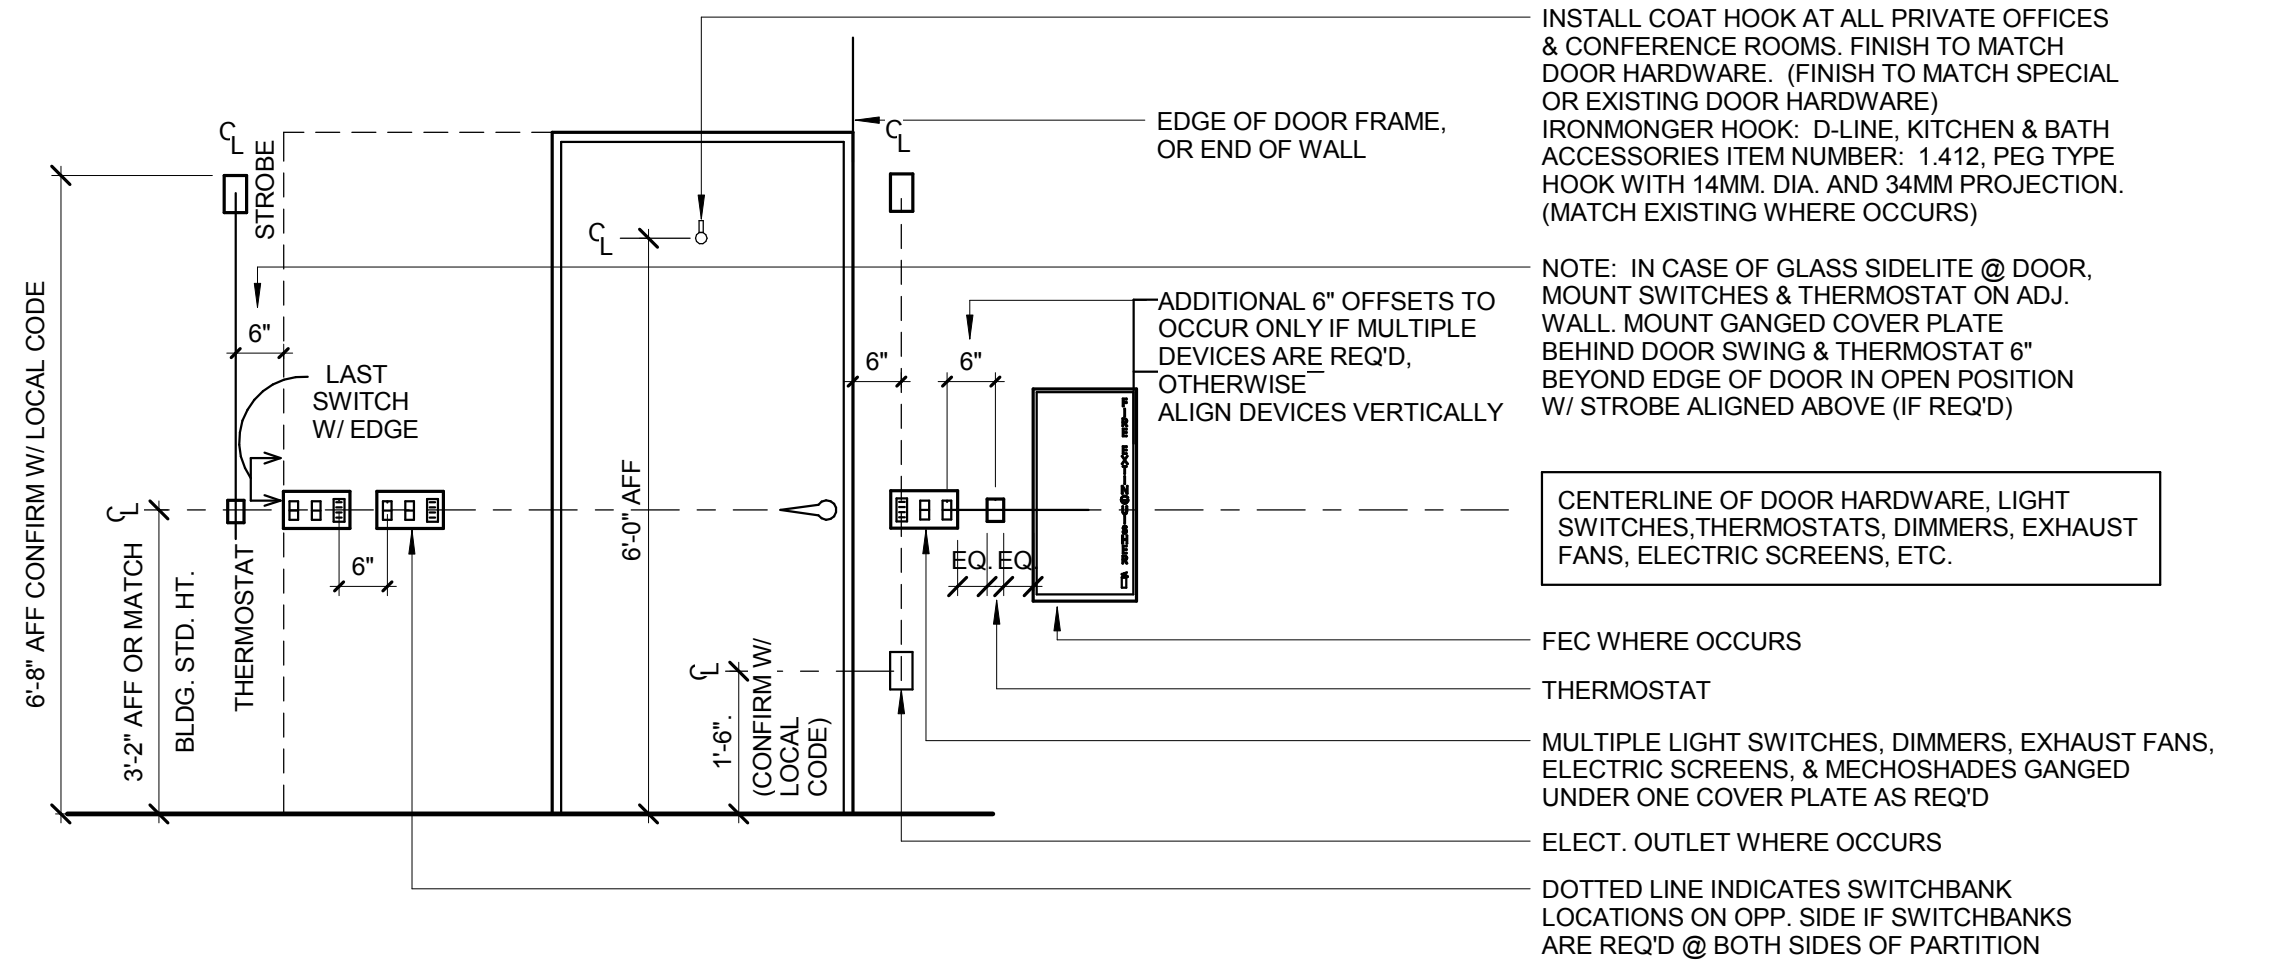 INSTALL COAT HOOK AT ALL PRIVATE OFFICES
& CONFERENCE ROOMS. FINISH TO MATCH
DOOR HARDWARE. (FINISH TO MATCH SPECIAL
OR EXISTING DOOR HARDWARE)
IRONMONGER HOOK: D-LINE, KITCHEN & BATH
ACCESSORIES ITEM NUMBER: 1.412, PEG TYPE
HOOK WITH 14MM. DIA. AND 34MM PROJECTION.
(MATCH EXISTING WHERE OCCURS)
EDGE OF DOOR FRAME,
OR END OF WALL
CL
STROBE
CL
CL
6'-8" AFF CONFIRM W/ LOCAL CODE
6"
LAST
SWITCH
W/ EDGE
NOTE: IN CASE OF GLASS SIDELITE @ DOOR,
MOUNT SWITCHES & THERMOSTAT ON ADJ.
WALL. MOUNT GANGED COVER PLATE
BEHIND DOOR SWING & THERMOSTAT 6"
BEYOND EDGE OF DOOR IN OPEN POSITION
W/ STROBE ALIGNED ABOVE (IF REQ'D)
ADDITIONAL 6" OFFSETS TO
OCCUR ONLY IF MULTIPLE
DEVICES ARE REQ'D,
OTHERWISE
ALIGN DEVICES VERTICALLY
6"
6"
CL
3'-2" AFF OR MATCH
BLDG. STD. HT.
THERMOSTAT
6"
6'-0" AFF
EQ.
EQ.
CENTERLINE OF DOOR HARDWARE, LIGHT
SWITCHES,THERMOSTATS, DIMMERS, EXHAUST
FANS, ELECTRIC SCREENS, ETC.
CL
1'-6".
(CONFIRM W/
LOCAL
CODE)
FEC WHERE OCCURS
THERMOSTAT
MULTIPLE LIGHT SWITCHES, DIMMERS, EXHAUST FANS,
ELECTRIC SCREENS, & MECHOSHADES GANGED
UNDER ONE COVER PLATE AS REQ'D
ELECT. OUTLET WHERE OCCURS
DOTTED LINE INDICATES SWITCHBANK
LOCATIONS ON OPP. SIDE IF SWITCHBANKS
ARE REQ'D @ BOTH SIDES OF PARTITION